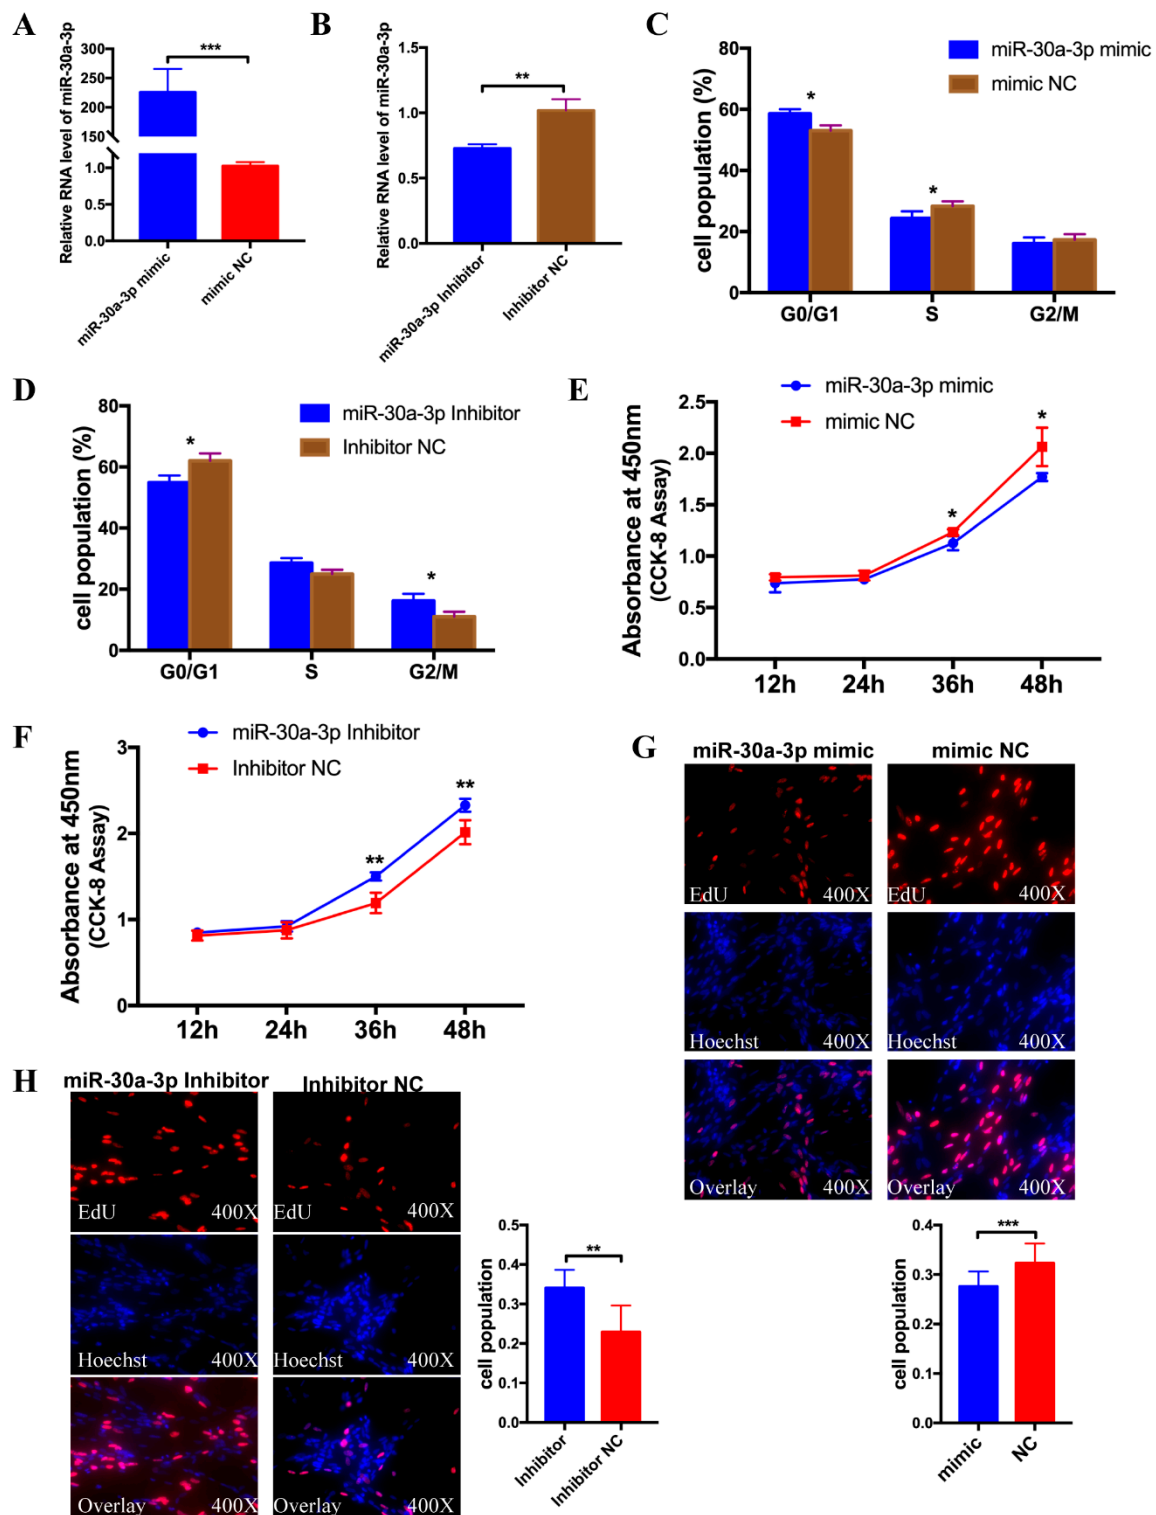 A
Relative RNA level of miR-30a-3p
300
250
200
150
1.0
0.5
0.0
***
miR-30a-3p mimic
mimic NC
B
Relative RNA level of miR-30a-3p
1.5
1.0
0.5
0.0
**
miR-30a-3p Inhibitor
Inhibitor NC
C
miR-30a-3p mimic
mimic NC
cell population (%)
80
60
40
20
0
*
*
G0/G1
S
G2/M
D
miR-30a-3p Inhibitor
Inhibitor NC
cell population (%)
80
60
40
20
0
*
*
G0/G1
S
G2/M
E
miR-30a-3p mimic
mimic NC
Absorbance at 450nm
(CCK-8 Assay)
2.5
2.0
1.5
1.0
0.5
0.0
*
*
12h
24h
36h
48h
F
miR-30a-3p Inhibitor
Inhibitor NC
Absorbance at 450nm
(CCK-8 Assay)
3
2
1
0
**
**
12h
24h
36h
48h
G
miR-30a-3p mimic
mimic NC
EdU 400X
EdU 400X
Hoechst 400X
Hoechst 400X
Overlay 400X
Overlay 400X
cell population
0.4
0.3
0.2
0.1
0.0
***
mimic
NC
H
miR-30a-3p Inhibitor
Inhibitor NC
EdU 400X
EdU 400X
Hoechst 400X
Hoechst 400X
Overlay 400X
Overlay 400X
cell population
0.5
0.4
0.3
0.2
0.1
0.0
**
Inhibitor
Inhibitor NC